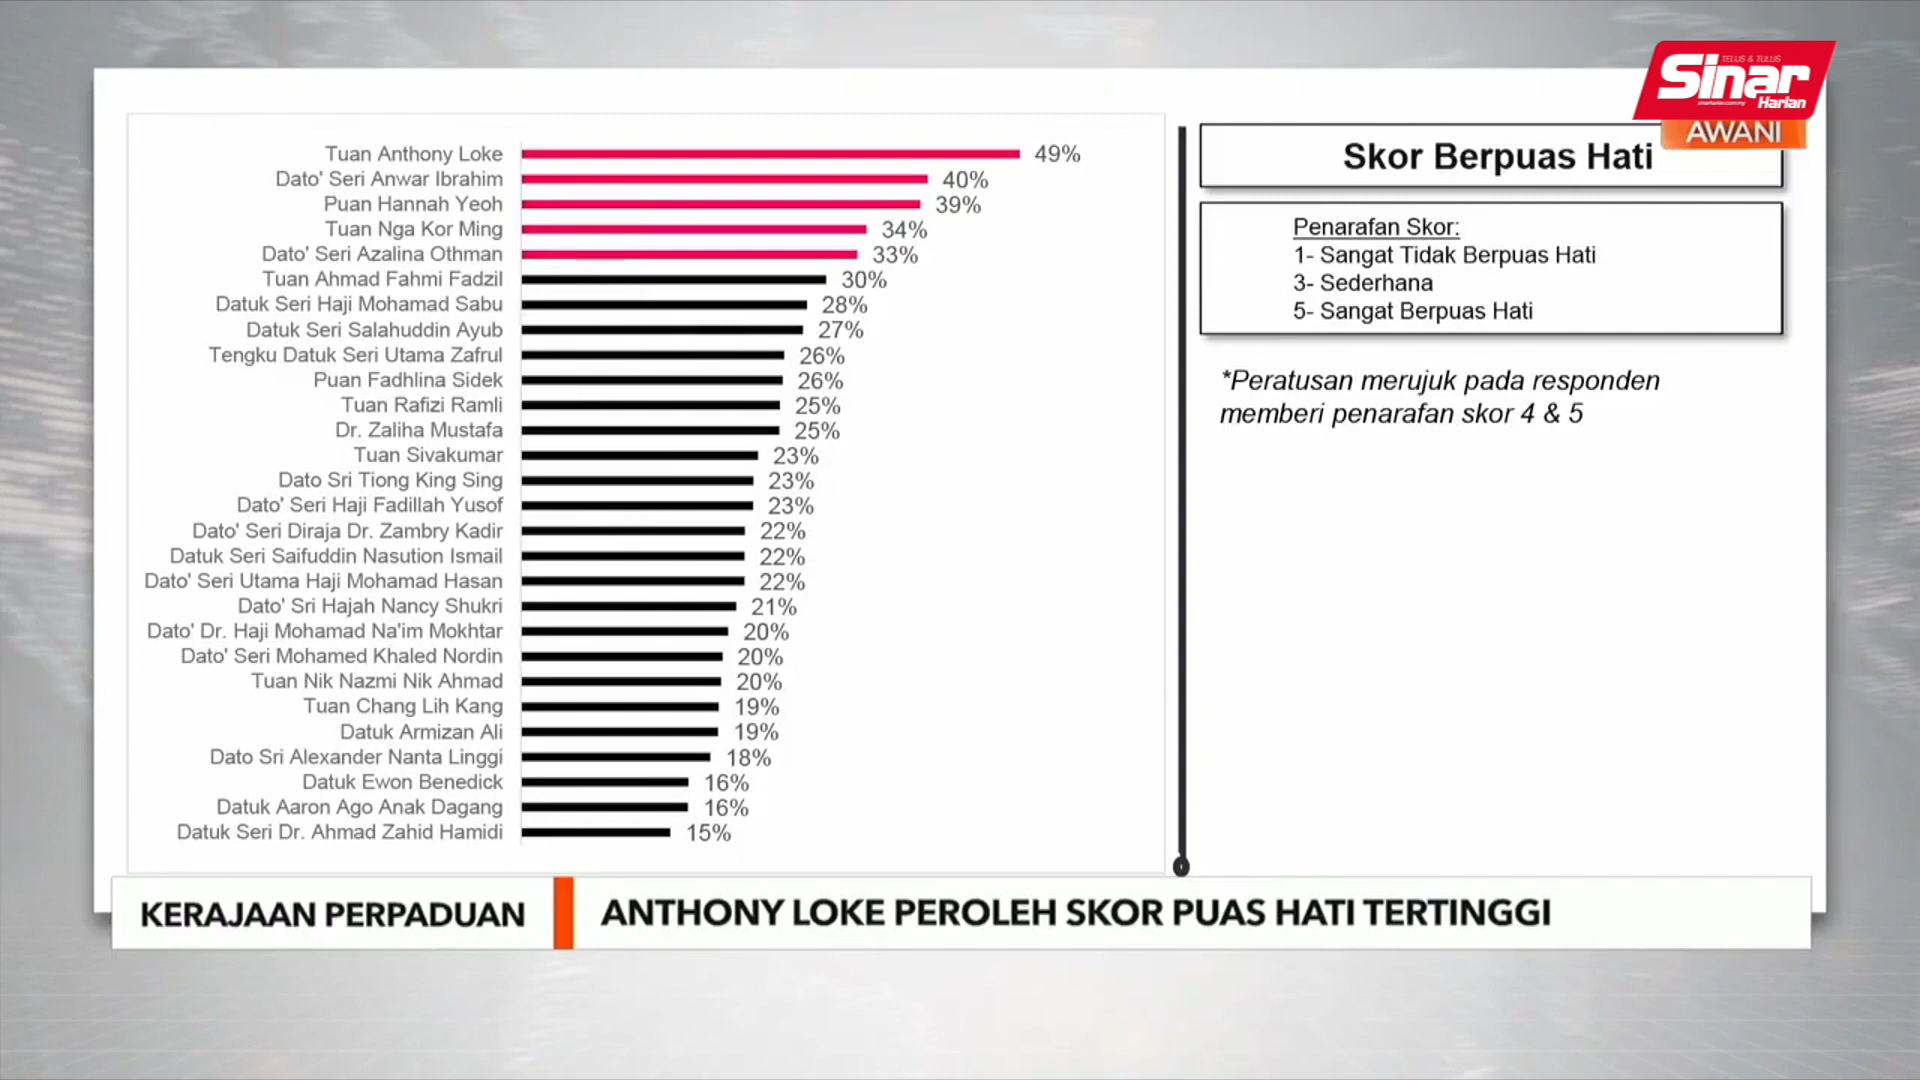 TELUS & TULUS
Sinar
Harian
sinarharian.com.my
AWANI
Tuan Anthony Loke 49%
Dato' Seri Anwar Ibrahim 40%
Puan Hannah Yeoh 39%
Tuan Nga Kor Ming 34%
Dato' Seri Azalina Othman 33%
Tuan Ahmad Fahmi Fadzil 30%
Datuk Seri Haji Mohamad Sabu 28%
Datuk Seri Salahuddin Ayub 27%
Tengku Datuk Seri Utama Zafrul 26%
Puan Fadhlina Sidek 26%
Tuan Rafizi Ramli 25%
Dr. Zaliha Mustafa 25%
Tuan Sivakumar 23%
Dato Sri Tiong King Sing 23%
Dato' Seri Haji Fadillah Yusof 23%
Dato' Seri Diraja Dr. Zambry Kadir 22%
Datuk Seri Saifuddin Nasution Ismail 22%
Dato' Seri Utama Haji Mohamad Hasan 22%
Dato' Sri Hajah Nancy Shukri 21%
Dato' Dr. Haji Mohamad Na'im Mokhtar 20%
Dato' Seri Mohamed Khaled Nordin 20%
Tuan Nik Nazmi Nik Ahmad 20%
Tuan Chang Lih Kang 19%
Datuk Armizan Ali 19%
Dato Sri Alexander Nanta Linggi 18%
Datuk Ewon Benedick 16%
Datuk Aaron Ago Anak Dagang 16%
Datuk Seri Dr. Ahmad Zahid Hamidi 15%
Skor Berpuas Hati
Penarafan Skor:
1- Sangat Tidak Berpuas Hati
3- Sederhana
5- Sangat Berpuas Hati
*Peratusan merujuk pada responden
memberi penarafan skor 4 & 5
KERAJAAN PERPADUAN
ANTHONY LOKE PEROLEH SKOR PUAS HATI TERTINGGI